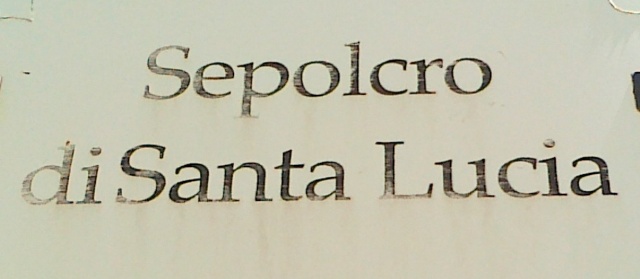 Sepolcro
di Santa Lucia